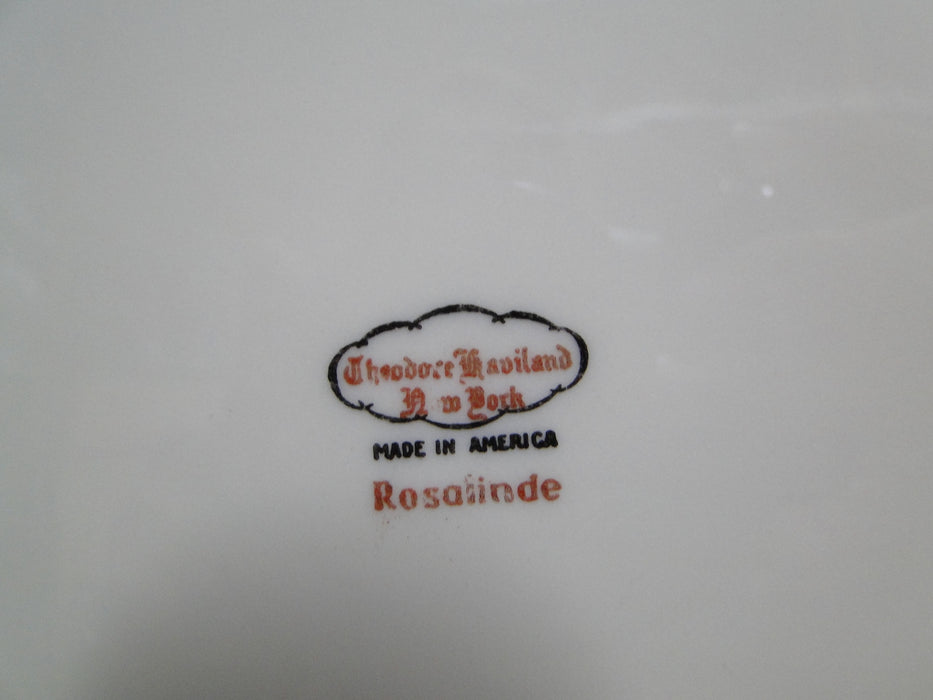 Theodore Haviland
New York
MADE IN AMERICA
Rosalinde